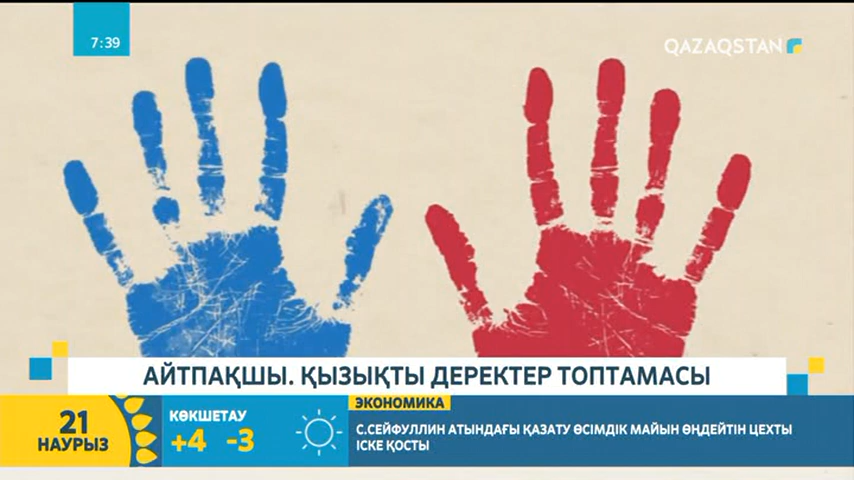 7:39
QAZAQSTAN
АЙТПАҚШЫ. ҚЫЗЫҚТЫ ДЕРЕКТЕР ТОПТАМАСЫ
21
НАУРЫЗ
КӨКШЕТАУ
+4 -3
ЭКОНОМИКА
С.СЕЙФУЛЛИН АТЫНДАҒЫ ҚАЗАТУ ӨСІМДІК МАЙЫН ӨҢДЕЙТІН ЦЕХТЫ
ІСКЕ ҚОСТЫ